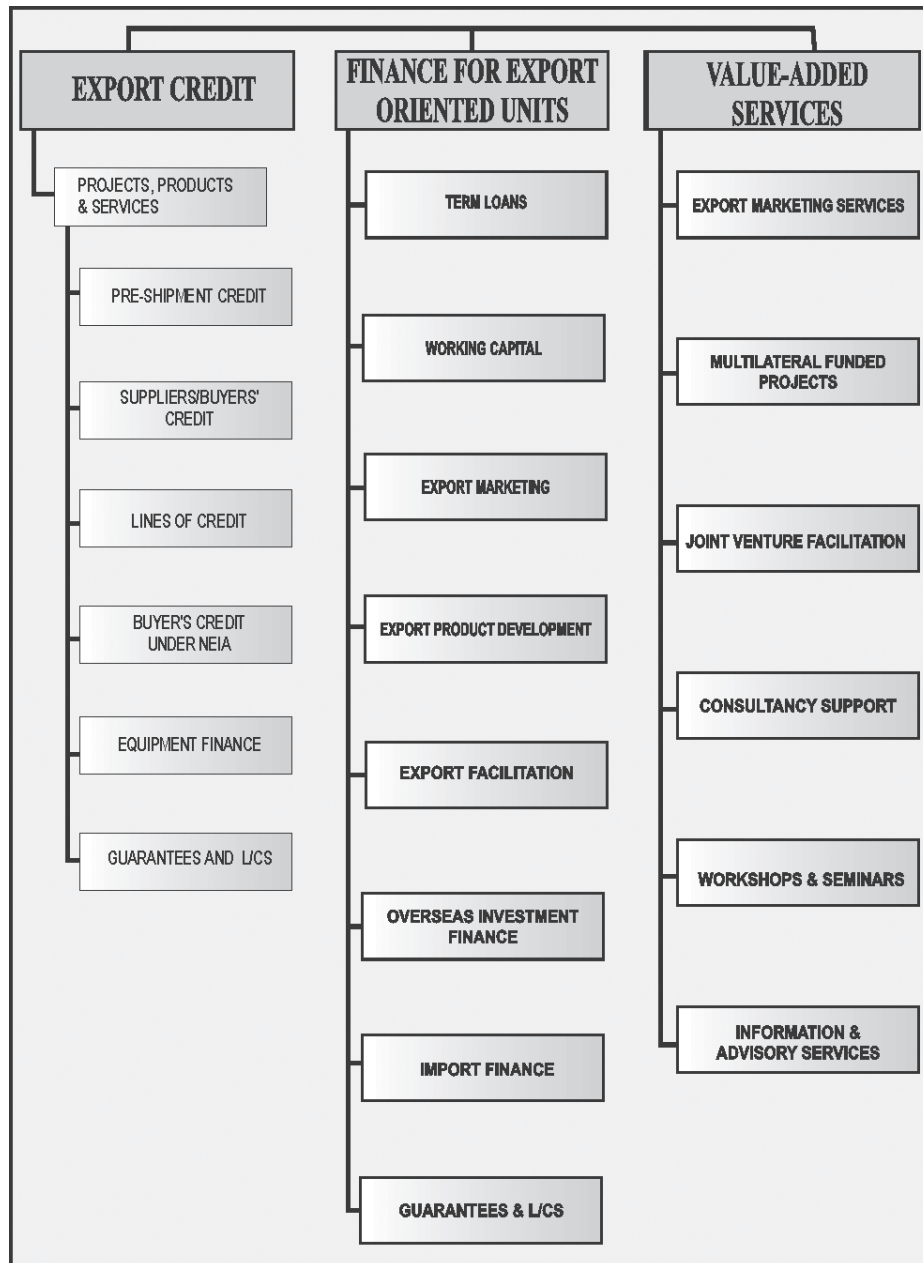 EXPORT CREDIT
PROJECTS, PRODUCTS
& SERVICES
PRE-SHIPMENT CREDIT
SUPPLIERS/BUYERS'
CREDIT
LINES OF CREDIT
BUYER'S CREDIT
UNDER NEIA
EQUIPMENT FINANCE
GUARANTEES AND L/CS
FINANCE FOR EXPORT
ORIENTED UNITS
TERM LOANS
WORKING CAPITAL
EXPORT MARKETING
EXPORT PRODUCT DEVELOPMENT
EXPORT FACILITATION
OVERSEAS INVESTMENT
FINANCE
IMPORT FINANCE
GUARANTEES & L/CS
VALUE-ADDED
SERVICES
EXPORT MARKETING SERVICES
MULTILATERAL FUNDED
PROJECTS
JOINT VENTURE FACILITATION
CONSULTANCY SUPPORT
WORKSHOPS & SEMINARS
INFORMATION &
ADVISORY SERVICES